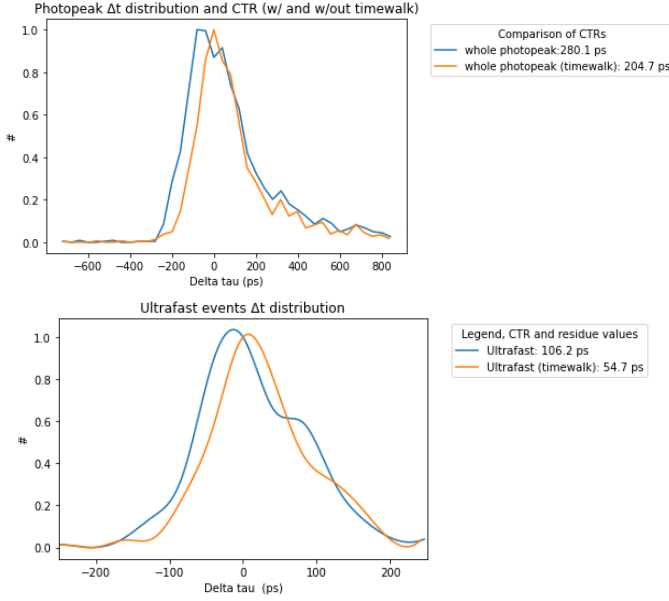 Photopeak Δt distribution and CTR (w/ and w/out timewalk)
Comparison of CTRs
whole photopeak:280.1 ps
whole photopeak (timewalk): 204.7 ps
1.0
0.8
0.6
0.4
0.2
0.0
#
−600 −400 −200 0 200 400 600 800
Delta tau (ps)
Ultrafast events Δt distribution
Legend, CTR and residue values
Ultrafast: 106.2 ps
Ultrafast (timewalk): 54.7 ps
1.0
0.8
0.6
0.4
0.2
0.0
#
−200 −100 0 100 200
Delta tau (ps)